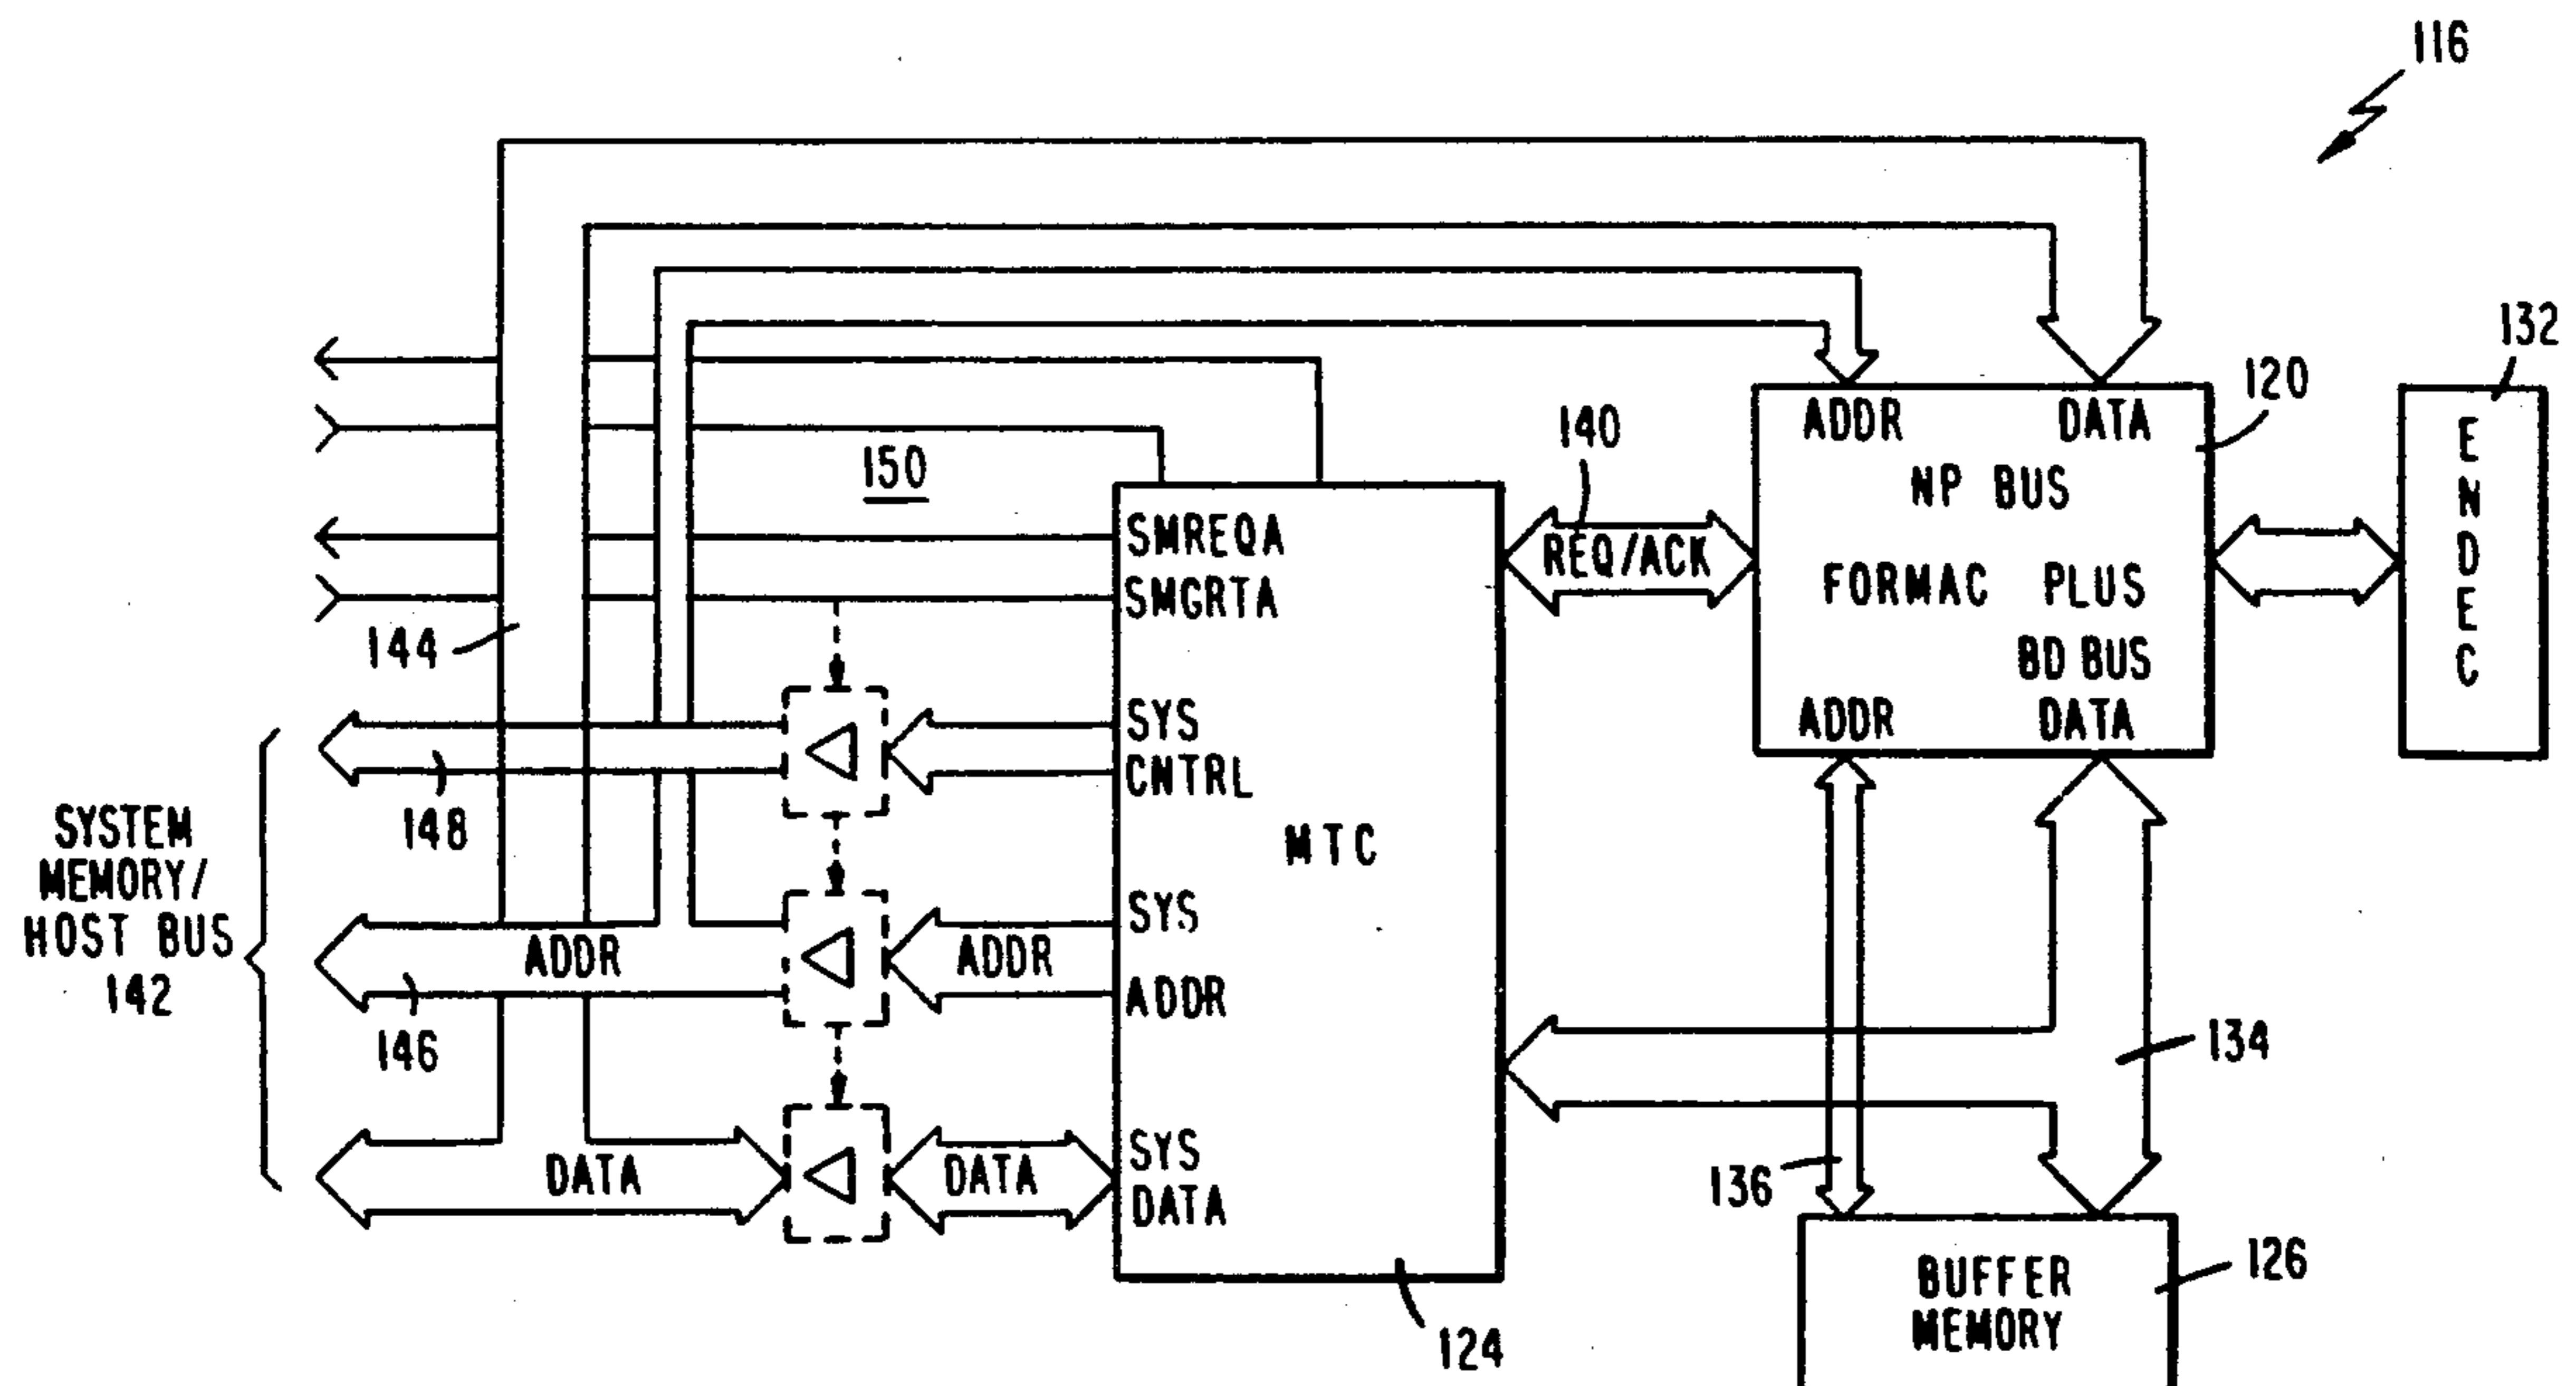 116
132
120
ADDR DATA
NP BUS
FORMAC PLUS
BD BUS
ADDR DATA
E
N
D
E
C
140
REQ/ACK
150
SMREQA
SMGRTA
144
SYS
CNTRL
148
MTC
SYSTEM
MEMORY/
HOST BUS
142
ADDR
ADDR
SYS
ADDR
146
DATA
DATA
SYS
DATA
134
136
BUFFER
MEMORY
126
124